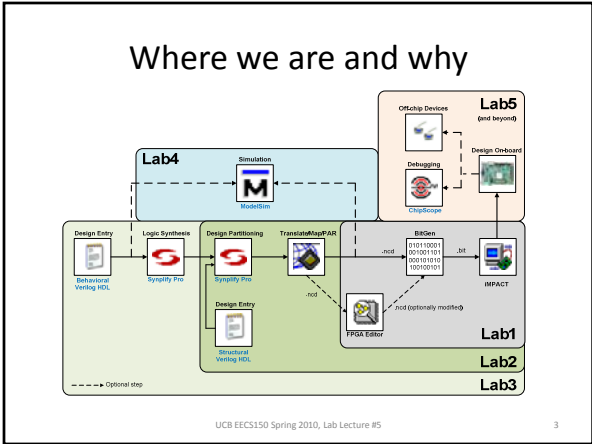 Where we are and why
Off-chip Devices
Lab5
(and beyond)
Design On-board
Debugging
ChipScope
Lab4
Simulation
M
ModelSim
Design Entry
Logic Synthesis
Design Partitioning
Translate/Map/PAR
BitGen
010110001
001001101
000101010
100100101
.ncd
.bit
Behavioral
Verilog HDL
Synplify Pro
Synplify Pro
iMPACT
.ncd
.ncd (optionally modified)
Design Entry
FPGA Editor
Structural
Verilog HDL
Lab1
Lab2
Lab3
Optional step
UCB EECS150 Spring 2010, Lab Lecture #5
3